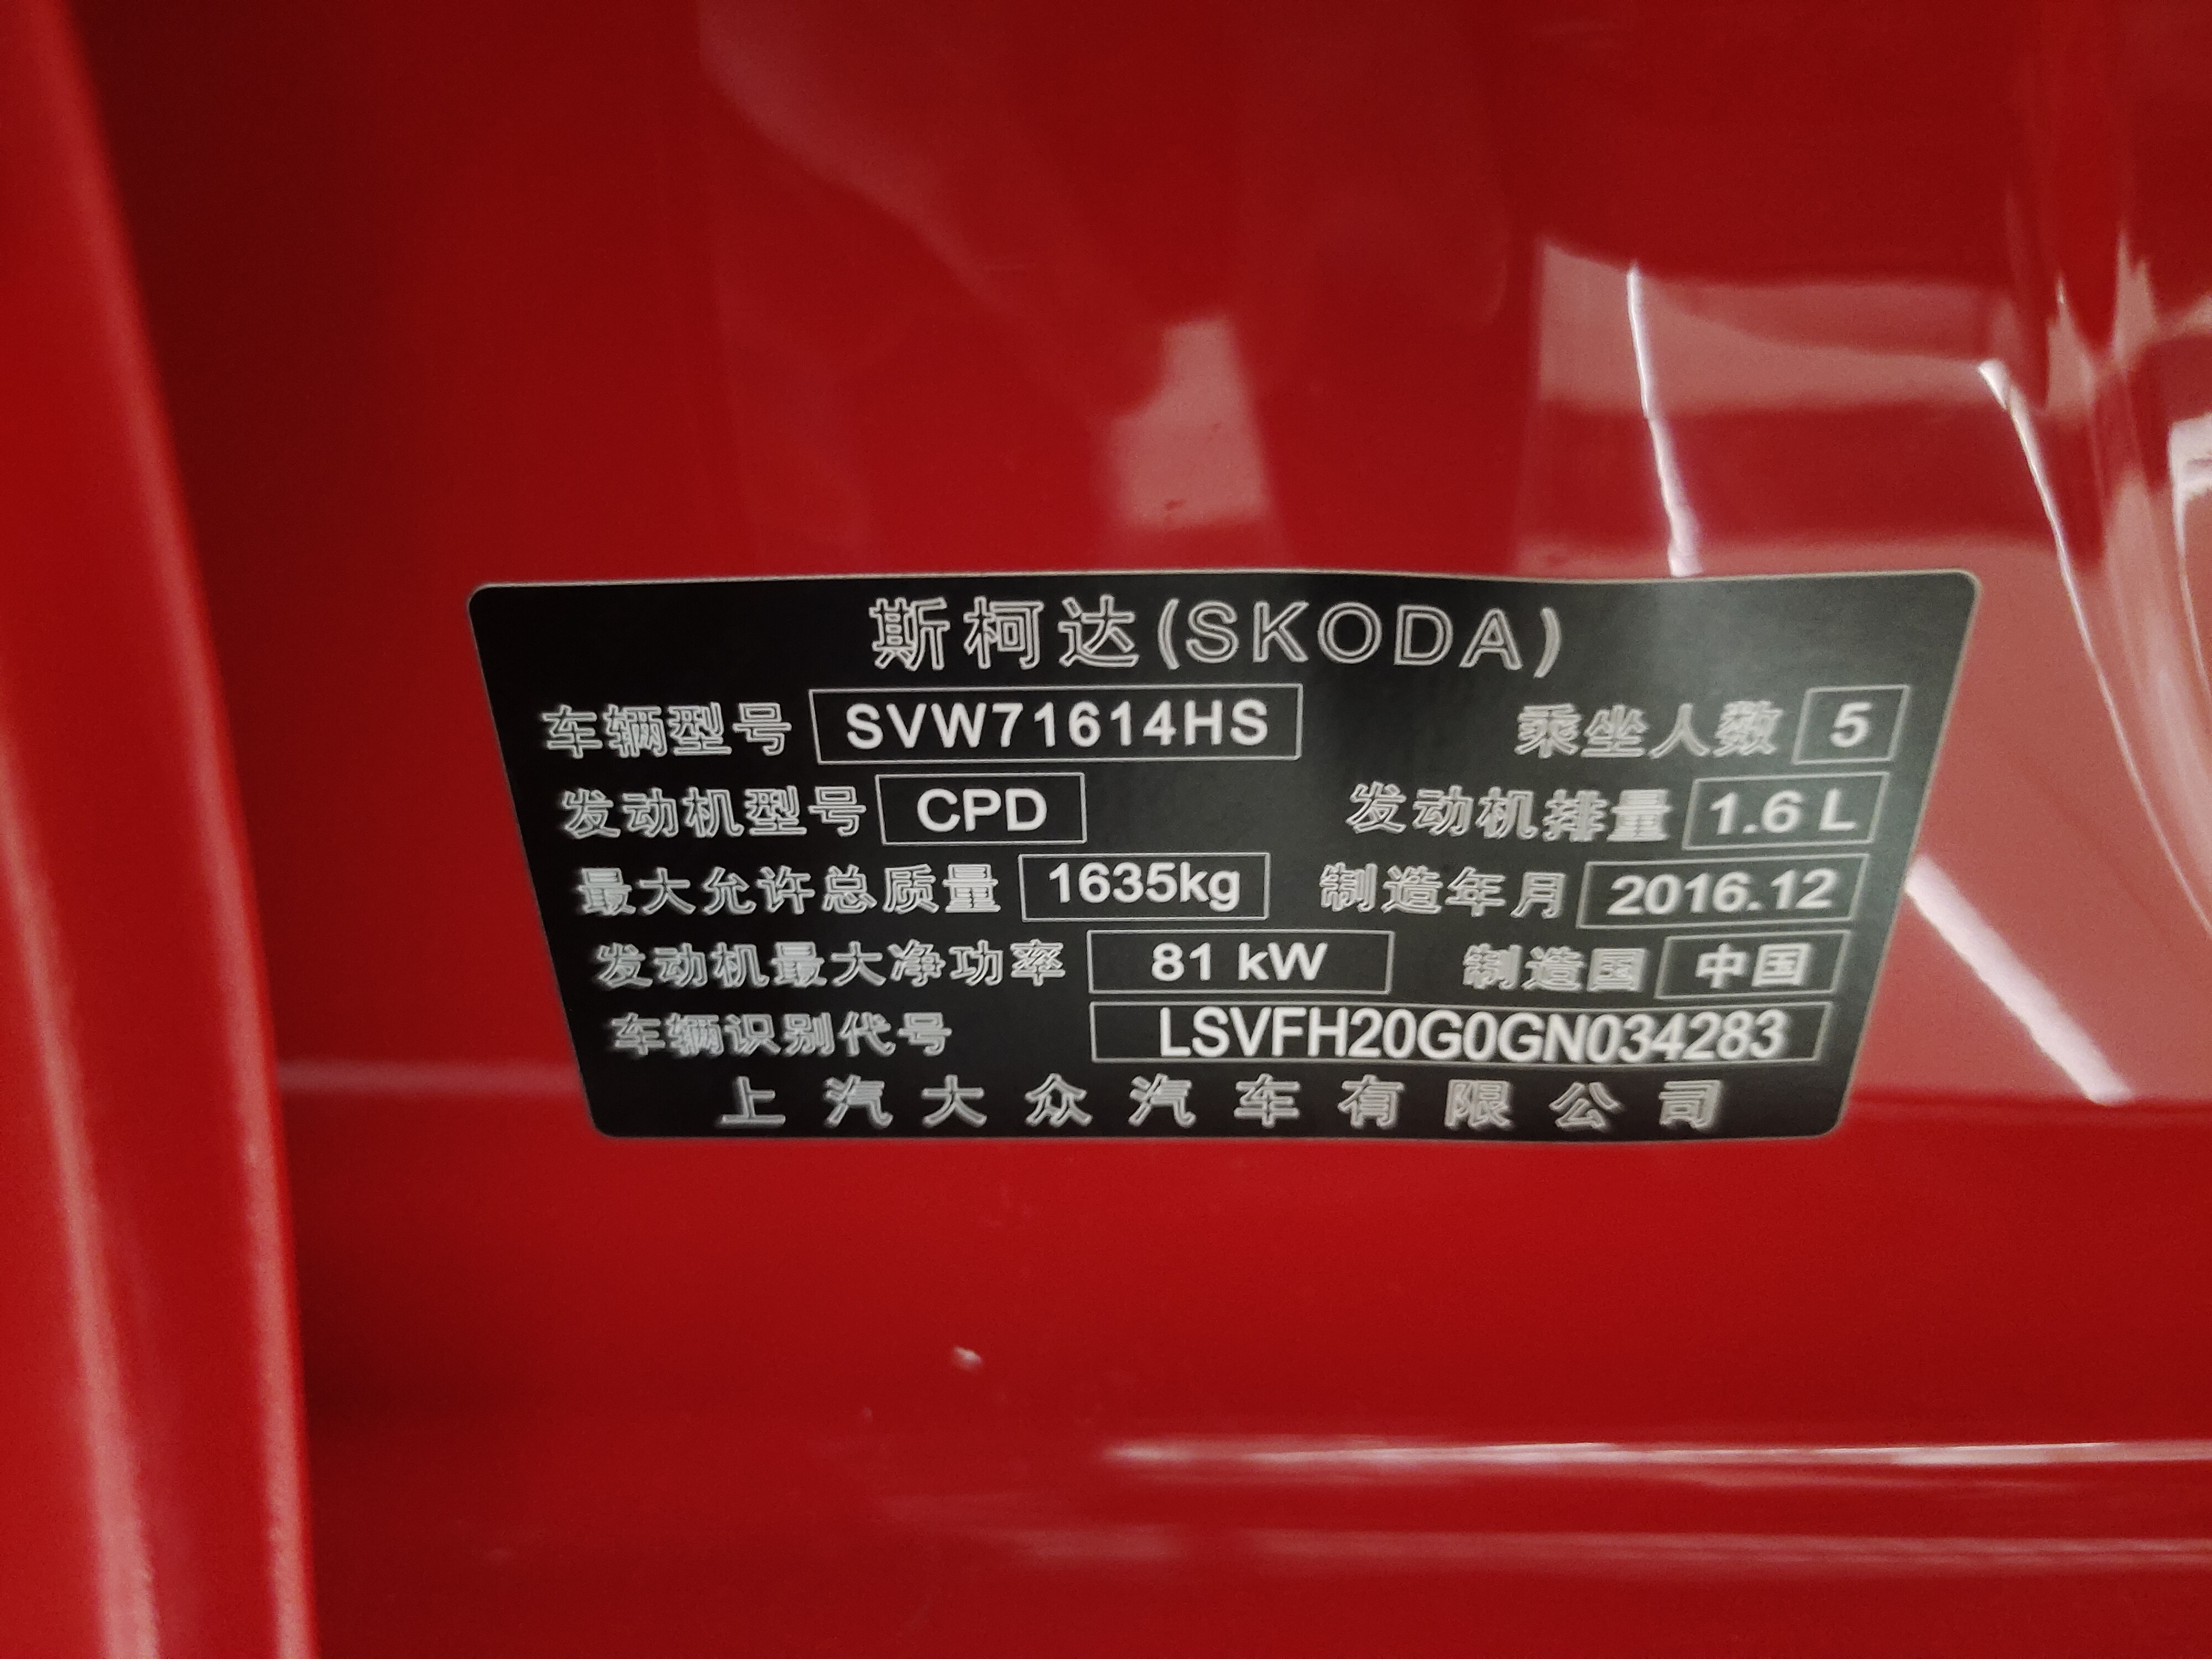 斯柯达(SKODA)
车辆型号 SVW71614HS 乘坐人数 5
发动机型号 CPD 发动机排量 1.6 L
最大允许总质量 1635kg 制造年月 2016.12
发动机最大净功率 81 kW 制造国 中国
车辆识别代号 LSVFH20G0GN034283
上汽大众汽车有限公司